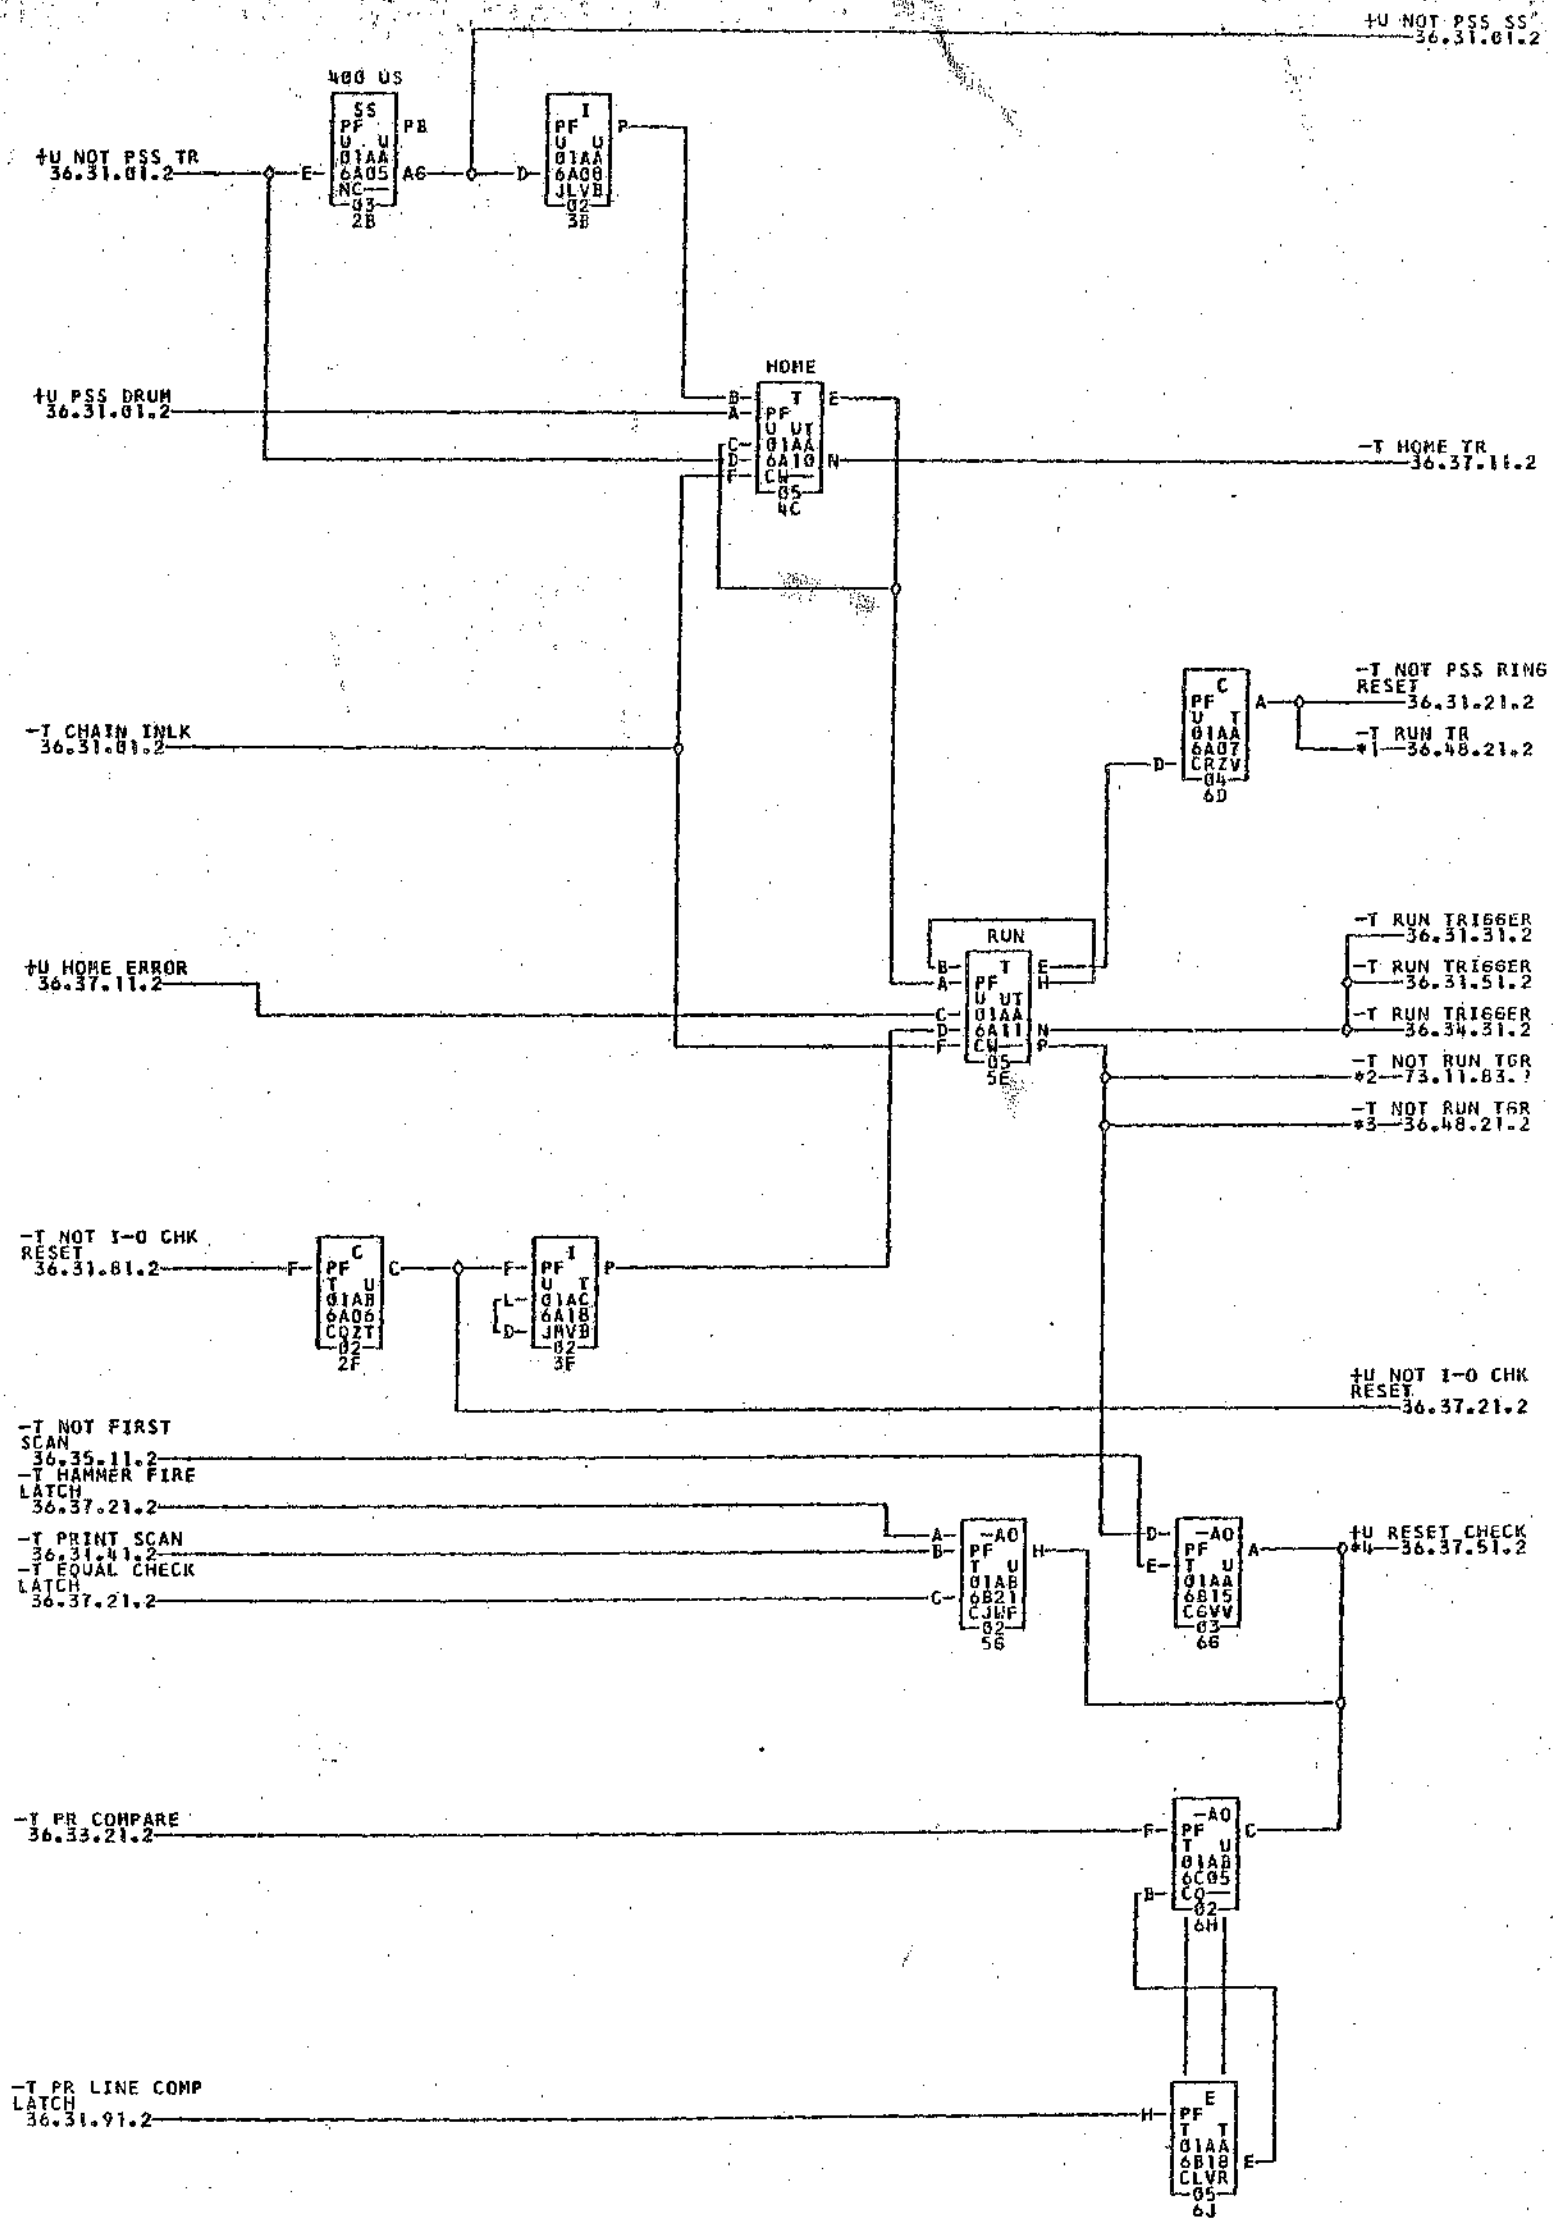 +U NOT PSS SS
36.31.01.2
400 US
SS
PF PB
U U
01AA
E 6A05 AG
NC
03
2B
I
PF P
U U
01AA
D 6A08
JLVB
02
3B
+U NOT PSS TR
36.31.01.2
HOME
B T E
A PF
U UT
C 01AA
D 6A10 N
F CW
05
4C
+U PSS DRUM
36.31.01.2
-T HOME TR
36.37.11.2
C
PF A
U T
01AA
6A07
D CRZV
04
6D
-T NOT PSS RING
RESET
36.31.21.2
-T RUN TR
*1 36.48.21.2
-T CHAIN INLK
36.31.01.2
RUN
B T E
A PF H
U UT
C 01AA
D 6A11 N
F CW P
05
5E
-T RUN TRIGGER
36.31.31.2
-T RUN TRIGGER
36.31.51.2
-T RUN TRIGGER
36.34.31.2
-T NOT RUN TGR
*2 73.11.83.
-T NOT RUN TGR
*3 36.48.21.2
+U HOME ERROR
36.37.11.2
-T NOT I-O CHK
RESET
36.31.81.2
C
F PF C
T U
01AB
6A06
CQZT
02
2F
I
F PF P
U T
L 01AC
6A18
D JMVB
02
3F
+U NOT I-O CHK
RESET
36.37.21.2
-T NOT FIRST
SCAN
36.35.11.2
-T HAMMER FIRE
LATCH
36.37.21.2
-T PRINT SCAN
36.31.41.2
-T EQUAL CHECK
LATCH
36.37.21.2
A -AO
B PF H
T U
01AB
6B21
C CJWF
02
5G
D -AO
PF A
E T U
01AA
6B15
CGVV
03
6G
+U RESET CHECK
*4 36.37.51.2
-T PR COMPARE
36.33.21.2
-AO
F PF C
T U
01AB
6C05
B CQ
02
6H
-T PR LINE COMP
LATCH
36.31.91.2
E
H PF
T T
01AA
6B18 E
CLVR
05
6J